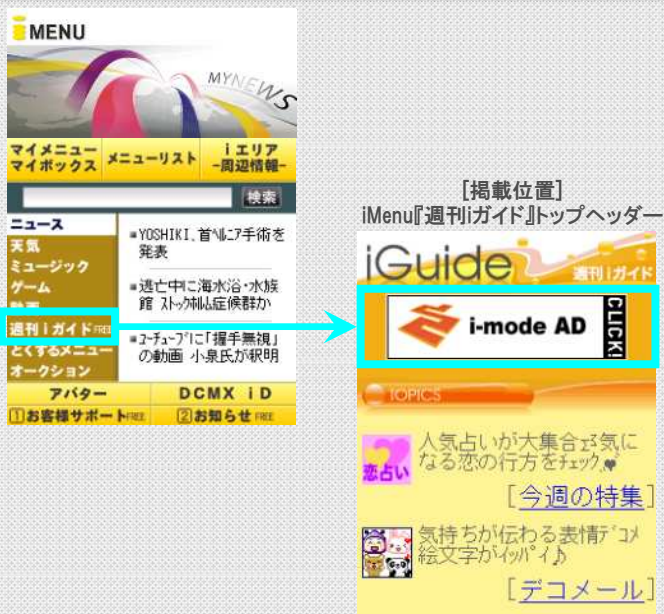 iMENU
MYNEWS
マイメニュー
マイボックス
メニューリスト
iエリア
-周辺情報-
検索
ニュース
天気
ミュージック
ゲーム
動画
週刊iガイド FREE
とくするメニュー
オークション
■YOSHIKI、首ﾍﾙﾆｱ手術を
発表
■逃亡中に海水浴・水族
館 ｽﾄｯｸﾎﾙﾑ症候群か
■ﾕｰﾁｭｰﾌﾞに「握手無視」
の動画 小泉氏が釈明
アバター
DCMX iD
1お客様サポートFREE
2お知らせ FREE
[掲載位置]
iMenu『週刊iガイド』トップヘッダー
iGuide
週刊iガイド
i-mode AD
CLICK!
TOPICS
人気占いが大集合 気に
なる恋の行方をﾁｪｯｸ
恋占い
[今週の特集]
気持ちが伝わる表情ﾃﾞｺﾒ
絵文字がｲｯﾊﾟｲ♪
[デコメール]